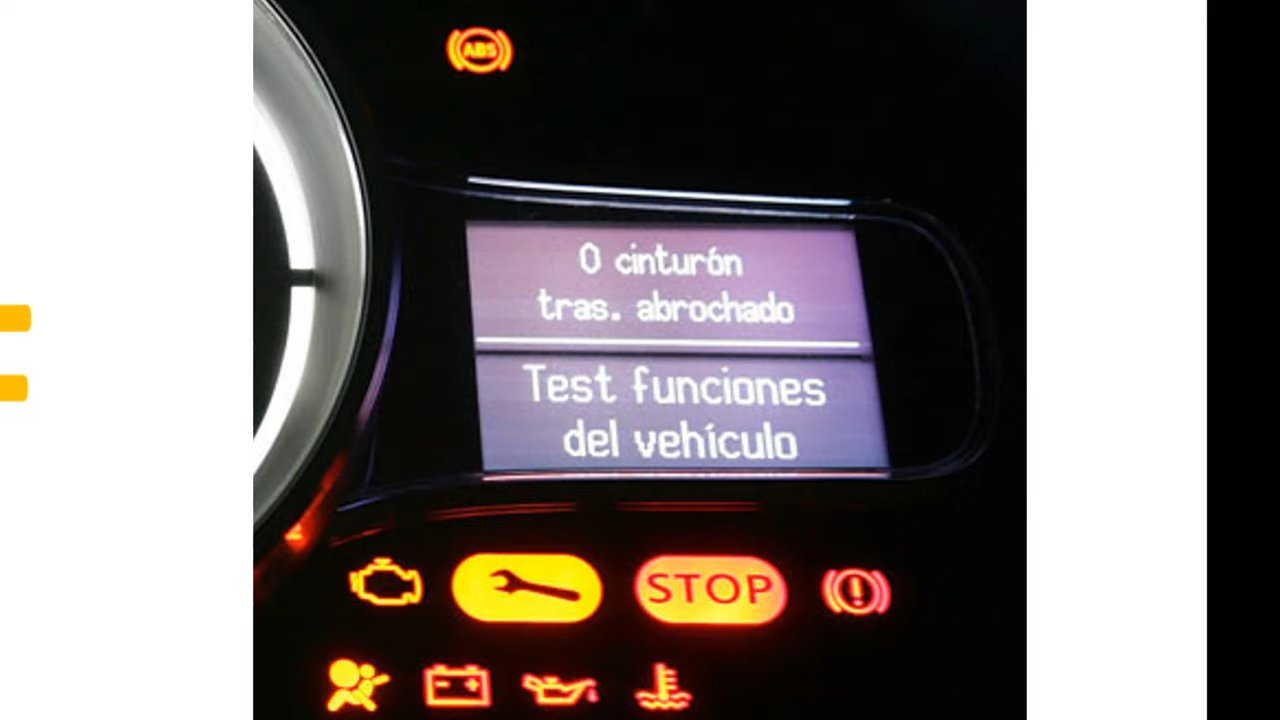 ABS
0 cinturón
tras. abrochado
Test funciones
del vehículo
STOP